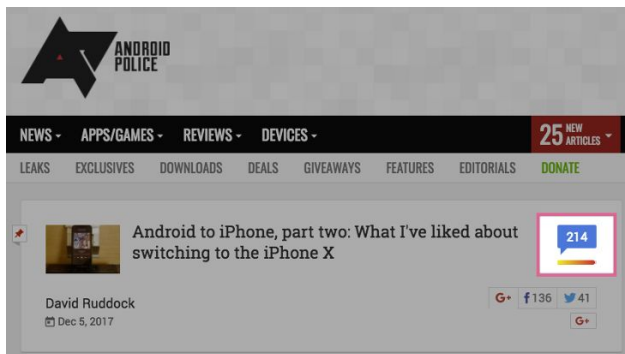 ANDROID
POLICE
NEWS APPS/GAMES REVIEWS DEVICES 25 NEW ARTICLES
LEAKS EXCLUSIVES DOWNLOADS DEALS GIVEAWAYS FEATURES EDITORIALS DONATE
Android to iPhone, part two: What I've liked about
switching to the iPhone X
214
David Ruddock
Dec 5, 2017
G+ f 136 41
G+